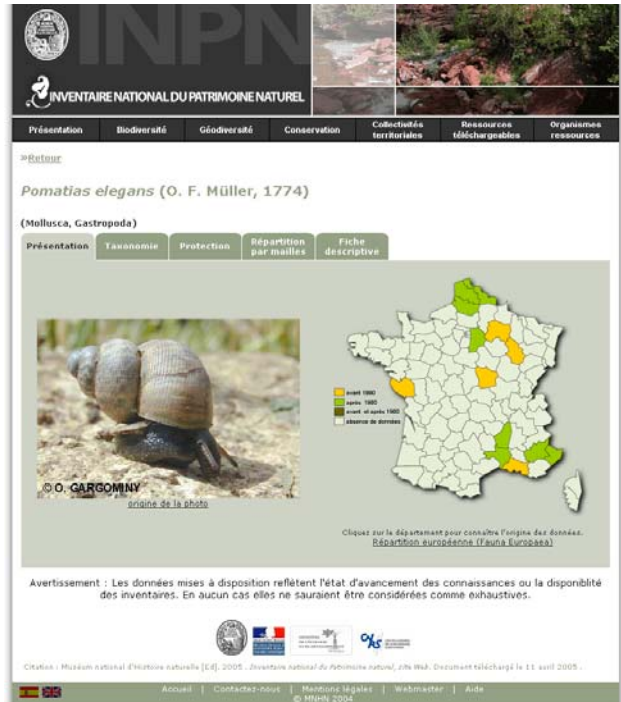 INPN
INVENTAIRE NATIONAL DU PATRIMOINE NATUREL
Présentation Biodiversité Géodiversité Conservation Collectivités territoriales Ressources téléchargeables Organismes ressources
»Retour
Pomatias elegans (O. F. Müller, 1774)
(Mollusca, Gastropoda)
Présentation Taxonomie Protection Répartition par mailles Fiche descriptive
avant 1980
après 1980
avant et après 1980
absence de données
© O. GARGOMINY
origine de la photo
Cliquez sur le département pour connaître l'origine des données.
Répartition européenne (Fauna Europaea)
Avertissement : Les données mises à disposition reflètent l'état d'avancement des connaissances ou la disponiblité
des inventaires. En aucun cas elles ne sauraient être considérées comme exhaustives.
cnrs
Citation : Muséum national d'Histoire naturelle [Ed]. 2005 . Inventaire national du Patrimoine naturel, site Web. Document téléchargé le 11 avril 2005 .
Accueil | Contactez-nous | Mentions légales | Webmaster | Aide
© MNHN 2004